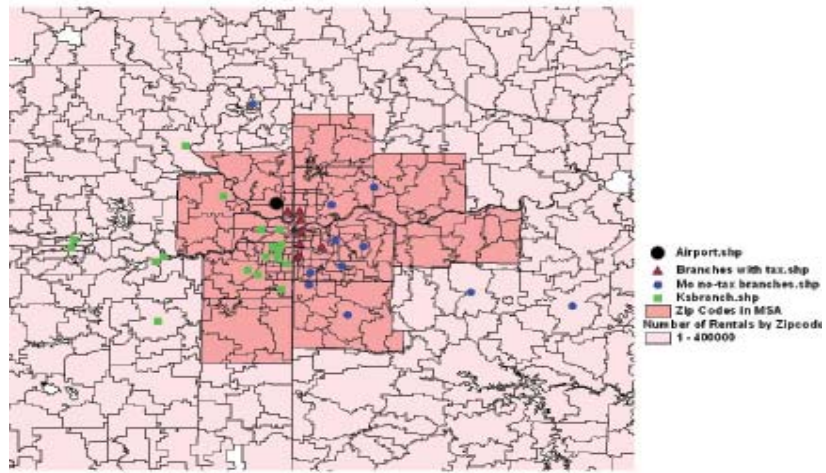 Airport.shp
Branches with tax.shp
Mo no-tax branches.shp
Ksbranch.shp
Zip Codes in MSA
Number of Rentals by Zipcode
1 - 400000